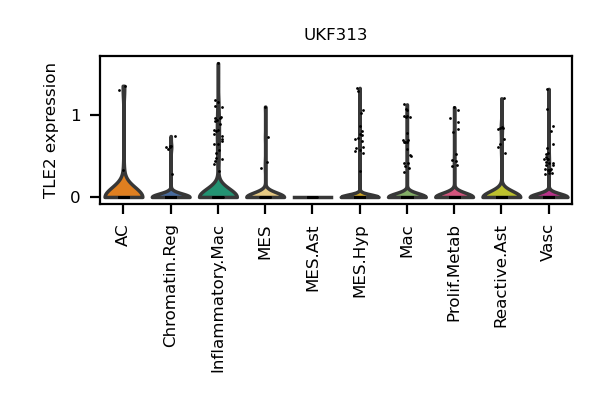 UKF313
TLE2 expression
1
0
AC
Chromatin.Reg
Inflammatory.Mac
MES
MES.Ast
MES.Hyp
Mac
Prolif.Metab
Reactive.Ast
Vasc